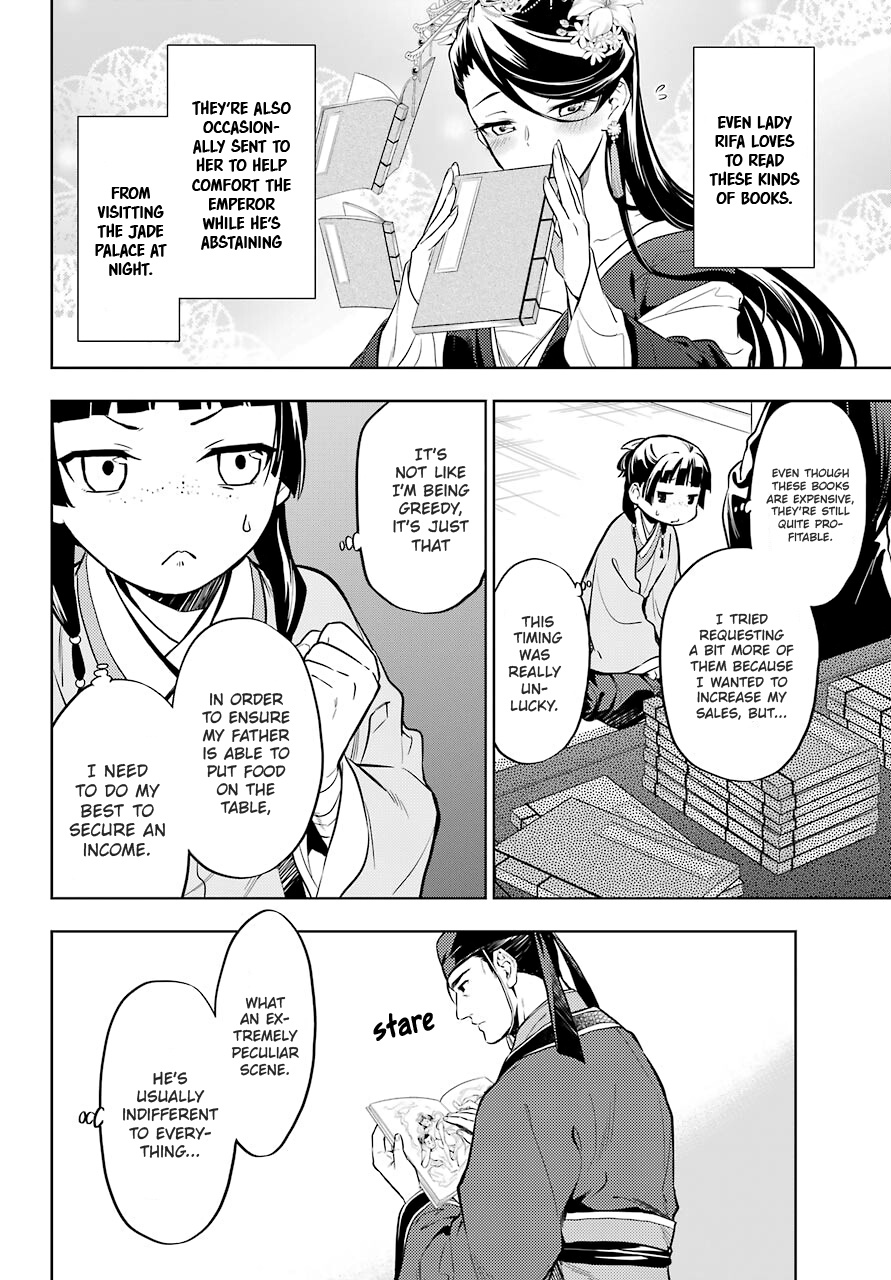 EVEN LADY
RIFA LOVES
TO READ
THESE KINDS
OF BOOKS.
THEY'RE ALSO
OCCASION-
ALLY SENT TO
HER TO HELP
COMFORT THE
EMPEROR
WHILE HE'S
ABSTAINING
FROM
VISITTING
THE JADE
PALACE AT
NIGHT.
EVEN THOUGH
THESE BOOKS
ARE EXPENSIVE,
THEY'RE STILL
QUITE PRO-
FITABLE.
I TRIED
REQUESTING
A BIT MORE
OF THEM BECAUSE
I WANTED TO
INCREASE MY
SALES, BUT...
THIS
TIMING
WAS
REALLY
UN-
LUCKY.
IT'S
NOT LIKE
I'M BEING
GREEDY,
IT'S JUST
THAT
IN ORDER
TO ENSURE
MY FATHER
IS ABLE TO
PUT FOOD
ON THE
TABLE,
I NEED
TO DO MY
BEST TO
SECURE AN
INCOME.
stare
WHAT
AN EX-
TREMELY
PECULIAR
SCENE.
HE'S
USUALLY
INDIFFERENT
TO EVERY-
THING...